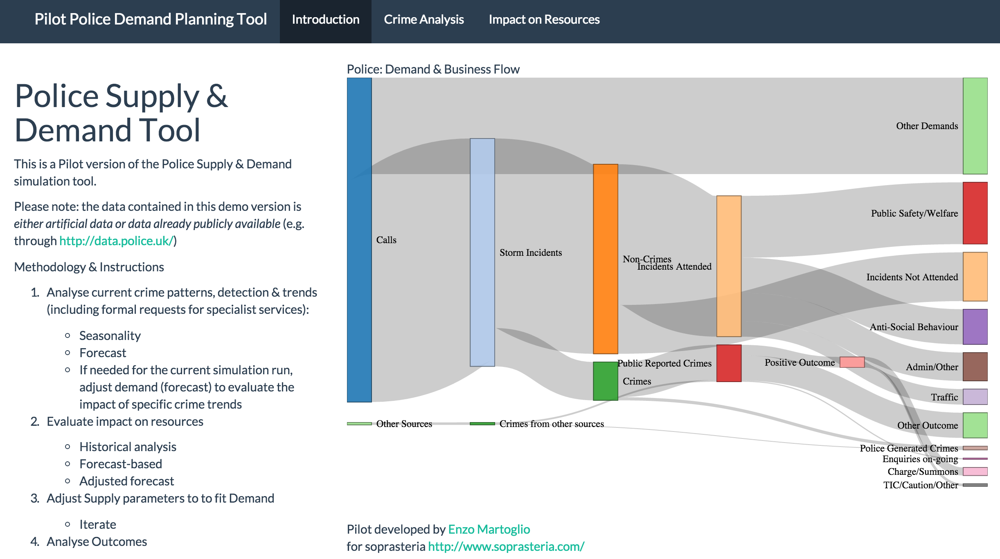 Pilot Police Demand Planning Tool Introduction Crime Analysis Impact on Resources
Police Supply &
Demand Tool
This is a Pilot version of the Police Supply & Demand
simulation tool.
Please note: the data contained in this demo version is
either artificial data or data already publicly available (e.g.
through http://data.police.uk/)
Methodology & Instructions
1. Analyse current crime patterns, detection & trends
(including formal requests for specialist services):
Seasonality
Forecast
If needed for the current simulation run,
adjust demand (forecast) to evaluate the
impact of specific crime trends
2. Evaluate impact on resources
Historical analysis
Forecast-based
Adjusted forecast
3. Adjust Supply parameters to to fit Demand
Iterate
4. Analyse Outcomes
Police: Demand & Business Flow
Calls
Other Sources
Storm Incidents
Crimes from other sources
Non-Crimes
Crimes
Incidents Attended
Public Reported Crimes
Positive Outcome
Other Demands
Public Safety/Welfare
Incidents Not Attended
Anti-Social Behaviour
Admin/Other
Traffic
Other Outcome
Police Generated Crimes
Enquiries on-going
Charge/Summons
TIC/Caution/Other
Pilot developed by Enzo Martoglio
for soprasteria http://www.soprasteria.com/